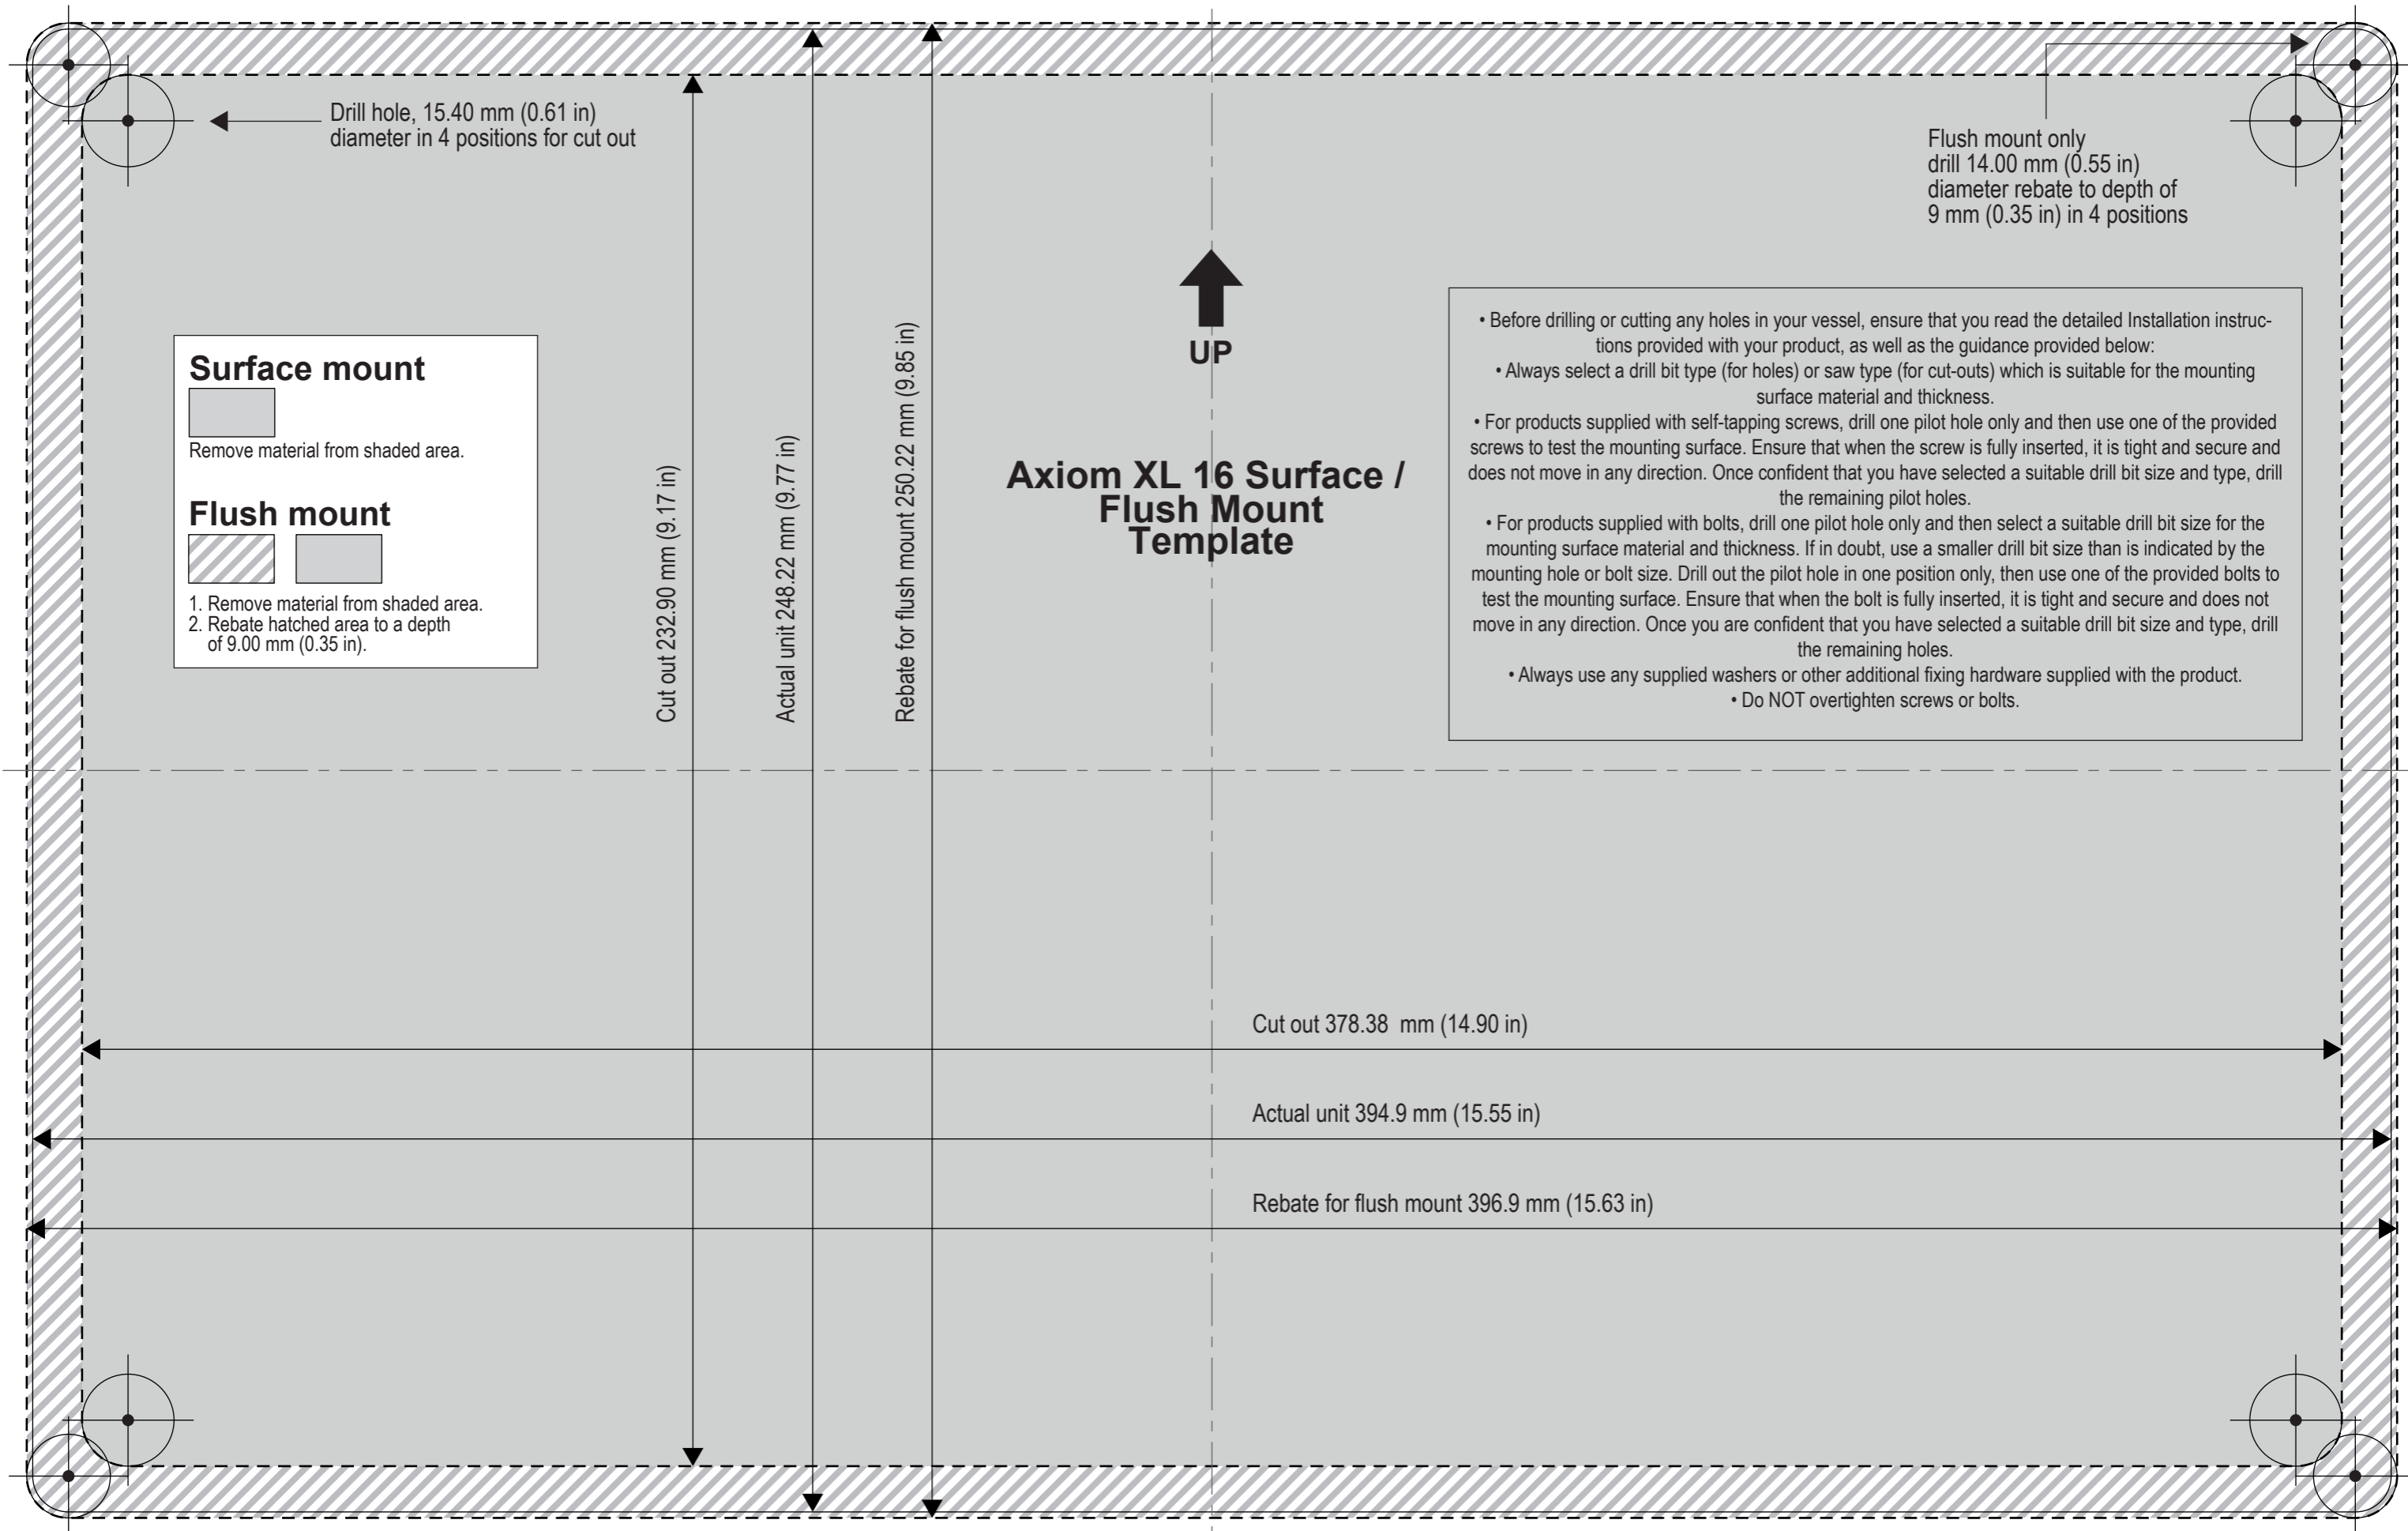 Drill hole, 15.40 mm (0.61 in)
diameter in 4 positions for cut out
Flush mount only
drill 14.00 mm (0.55 in)
diameter rebate to depth of
9 mm (0.35 in) in 4 positions
Surface mount
Remove material from shaded area.
Flush mount
1. Remove material from shaded area.
2. Rebate hatched area to a depth
of 9.00 mm (0.35 in).
Cut out 232.90 mm (9.17 in)
Actual unit 248.22 mm (9.77 in)
Rebate for flush mount 250.22 mm (9.85 in)
UP
Axiom XL 16 Surface /
Flush Mount
Template
• Before drilling or cutting any holes in your vessel, ensure that you read the detailed Installation instruc-
tions provided with your product, as well as the guidance provided below:
• Always select a drill bit type (for holes) or saw type (for cut-outs) which is suitable for the mounting
surface material and thickness.
• For products supplied with self-tapping screws, drill one pilot hole only and then use one of the provided
screws to test the mounting surface. Ensure that when the screw is fully inserted, it is tight and secure and
does not move in any direction. Once confident that you have selected a suitable drill bit size and type, drill
the remaining pilot holes.
• For products supplied with bolts, drill one pilot hole only and then select a suitable drill bit size for the
mounting surface material and thickness. If in doubt, use a smaller drill bit size than is indicated by the
mounting hole or bolt size. Drill out the pilot hole in one position only, then use one of the provided bolts to
test the mounting surface. Ensure that when the bolt is fully inserted, it is tight and secure and does not
move in any direction. Once you are confident that you have selected a suitable drill bit size and type, drill
the remaining holes.
• Always use any supplied washers or other additional fixing hardware supplied with the product.
• Do NOT overtighten screws or bolts.
Cut out 378.38  mm (14.90 in)
Actual unit 394.9 mm (15.55 in)
Rebate for flush mount 396.9 mm (15.63 in)